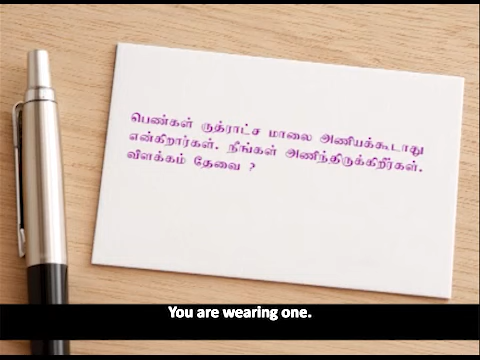 பெண்கள் ருத்ராட்ச மாலை அணியக்கூடாது
என்கிறார்கள். நீங்கள் அணிந்திருக்கிறீர்கள்.
விளக்கம் தேவை ?
You are wearing one.